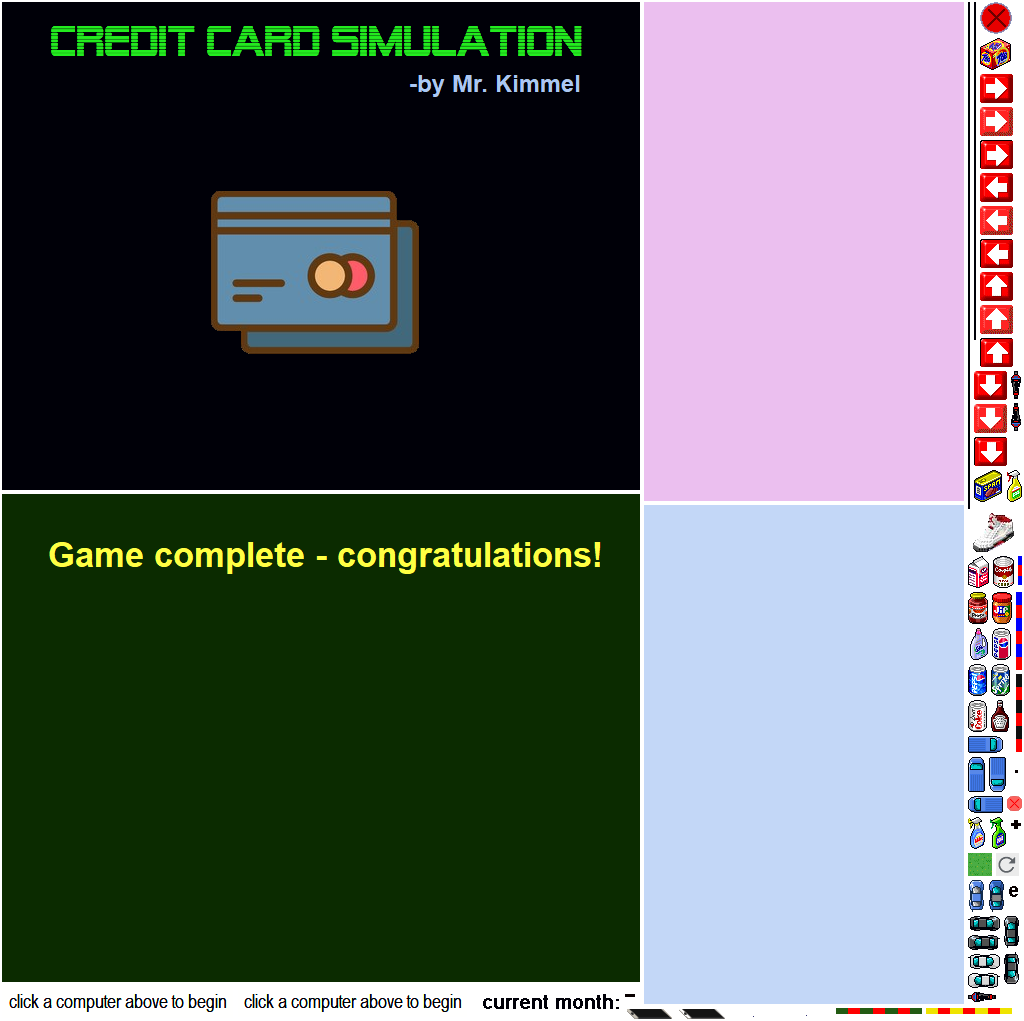 CREDIT CARD SIMULATION
-by Mr. Kimmel
Game complete - congratulations!
click a computer above to begin
click a computer above to begin
current month:
e